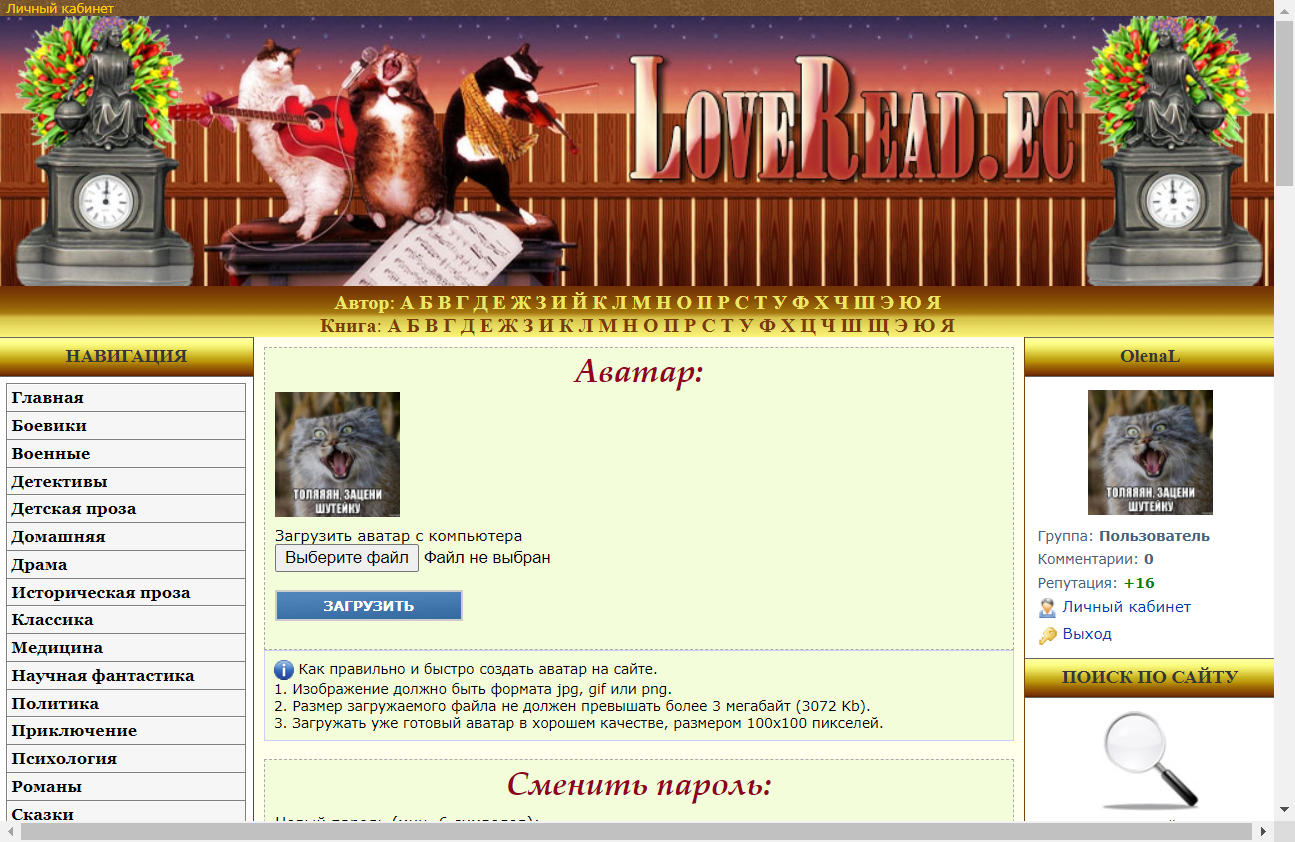 Личный кабинет
LOVEREAD.EC
Автор: А Б В Г Д Е Ж З И Й К Л М Н О П Р С Т У Ф Х Ч Ш Э Ю Я
Книга: А Б В Г Д Е Ж З И К Л М Н О П Р С Т У Ф Х Ц Ч Ш Щ Э Ю Я
НАВИГАЦИЯ
Главная
Боевики
Военные
Детективы
Детская проза
Домашняя
Драма
Историческая проза
Классика
Медицина
Научная фантастика
Политика
Приключение
Психология
Романы
Сказки
Аватар:
ТОЛЯЯЯН, ЗАЦЕНИ
ШУТЕЙКУ
Загрузить аватар с компьютера
Выберите файл Файл не выбран
ЗАГРУЗИТЬ
Как правильно и быстро создать аватар на сайте.
1. Изображение должно быть формата jpg, gif или png.
2. Размер загружаемого файла не должен превышать более 3 мегабайт (3072 Kb).
3. Загружать уже готовый аватар в хорошем качестве, размером 100x100 пикселей.
Сменить пароль:
Новый пароль (мин. 6 символов):
OlenaL
ТОЛЯЯЯН, ЗАЦЕНИ
ШУТЕЙКУ
Группа: Пользователь
Комментарии: 0
Репутация: +16
Личный кабинет
Выход
ПОИСК ПО САЙТУ